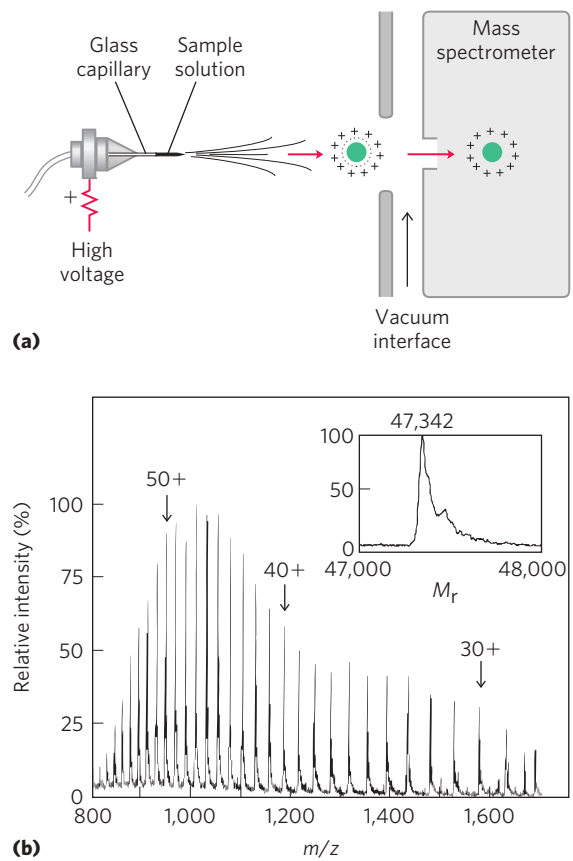 Glass
capillary
Sample
solution
Mass
spectrometer
+
High
voltage
+ + + + + + + + + + +
+ + + + + + + + + + +
Vacuum
interface
(a)
Relative intensity (%)
100
75
50
25
0
50+
40+
30+
47,342
100
50
0
47,000
48,000
Mr
800
1,000
1,200
1,400
1,600
m/z
(b)